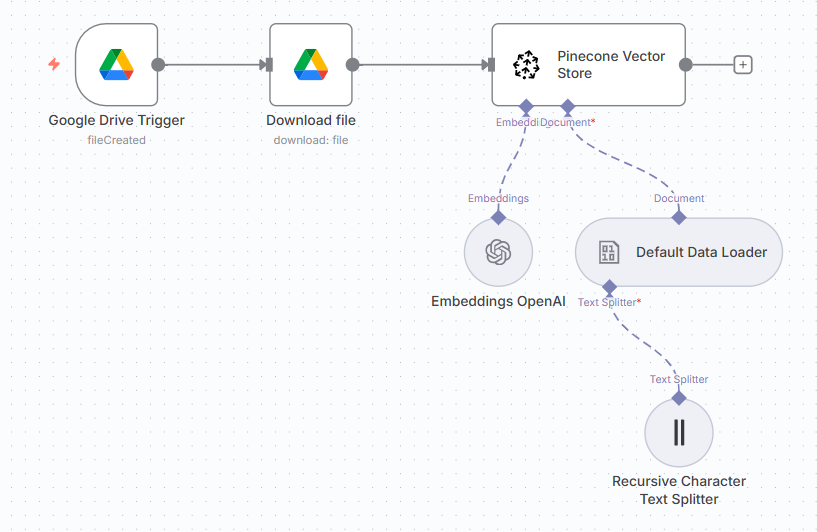 Google Drive Trigger
fileCreated
Download file
download: file
Pinecone Vector
Store
Embeddi
Document*
Embeddings
Embeddings OpenAI
Document
Default Data Loader
Text Splitter*
Text Splitter
Recursive Character
Text Splitter